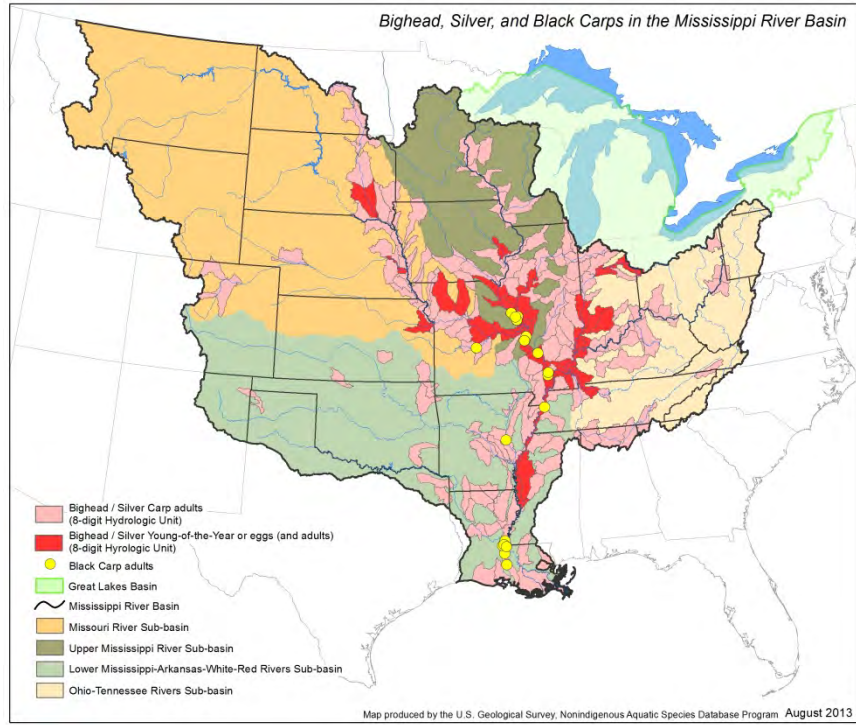 Bighead, Silver, and Black Carps in the Mississippi River Basin
Bighead / Silver Carp adults
(8-digit Hydrologic Unit)
Bighead / Silver Young-of-the-Year or eggs (and adults)
(8-digit Hyrologic Unit)
Black Carp adults
Great Lakes Basin
Mississippi River Basin
Missouri River Sub-basin
Upper Mississippi River Sub-basin
Lower Mississippi-Arkansas-White-Red Rivers Sub-basin
Ohio-Tennessee Rivers Sub-basin
Map produced by the U.S. Geological Survey, Nonindigenous Aquatic Species Database Program August 2013